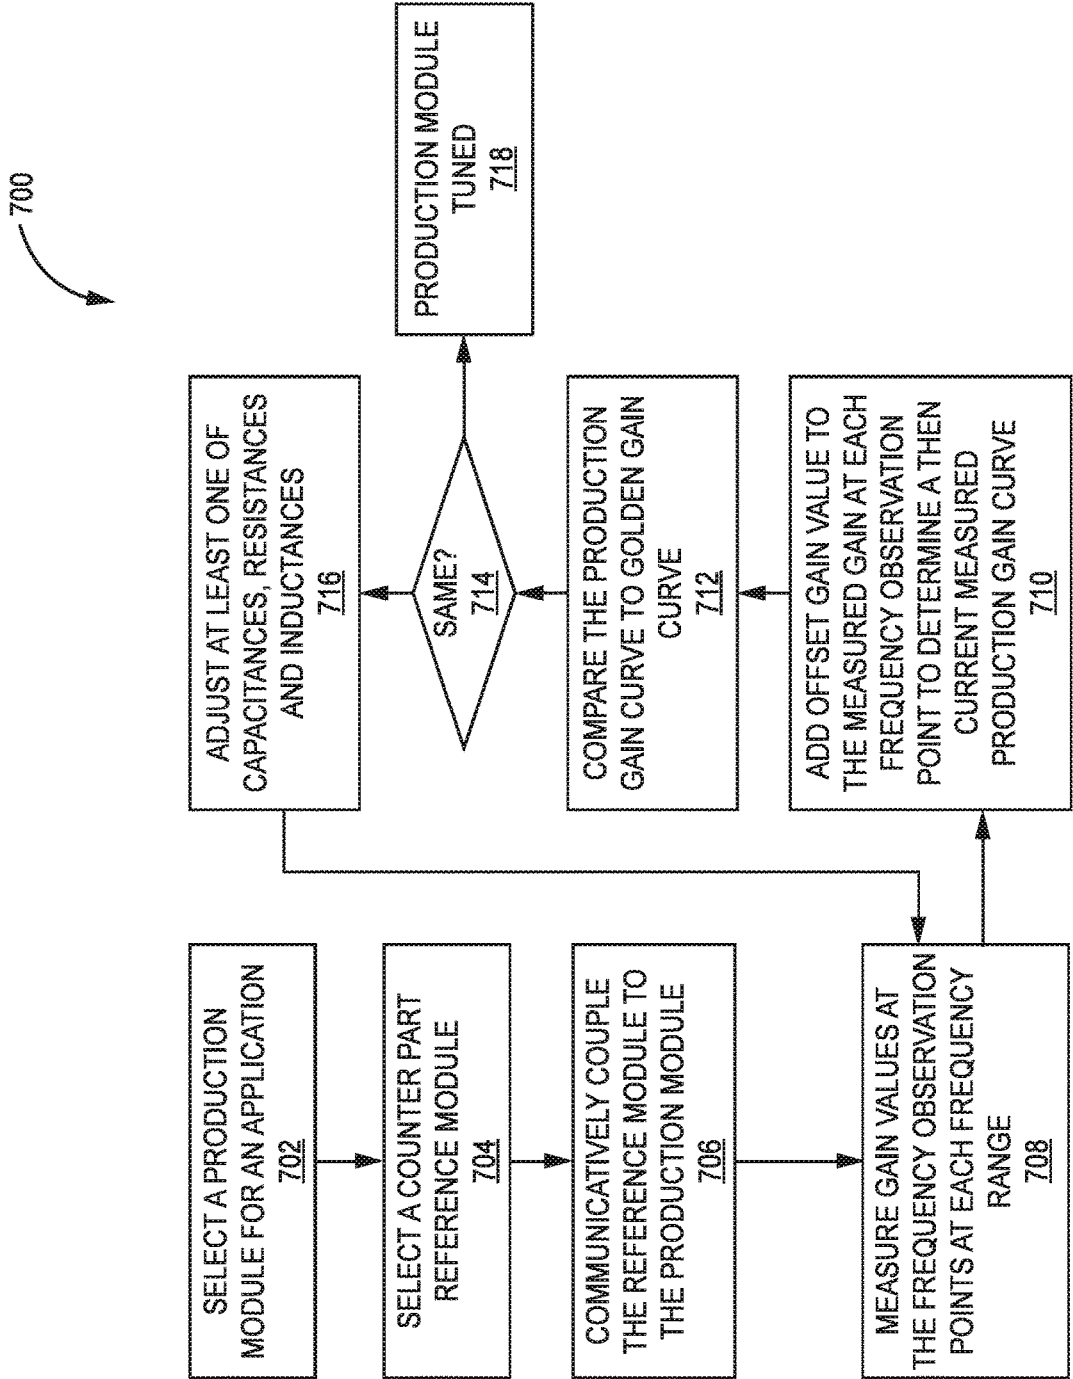 700
SELECT A PRODUCTION
MODULE FOR AN APPLICATION
702
SELECT A COUNTER PART
REFERENCE MODULE
704
COMMUNICATIVELY COUPLE
THE REFERENCE MODULE TO
THE PRODUCTION MODULE
706
MEASURE GAIN VALUES AT
THE FREQUENCY OBSERVATION
POINTS AT EACH FREQUENCY
RANGE
708
ADD OFFSET GAIN VALUE TO
THE MEASURED GAIN AT EACH
FREQUENCY OBSERVATION
POINT TO DETERMINE A THEN
CURRENT MEASURED
PRODUCTION GAIN CURVE
710
COMPARE THE PRODUCTION
GAIN CURVE TO GOLDEN GAIN
CURVE
712
SAME?
714
ADJUST AT LEAST ONE OF
CAPACITANCES, RESISTANCES
AND INDUCTANCES
716
PRODUCTION MODULE
TUNED
718